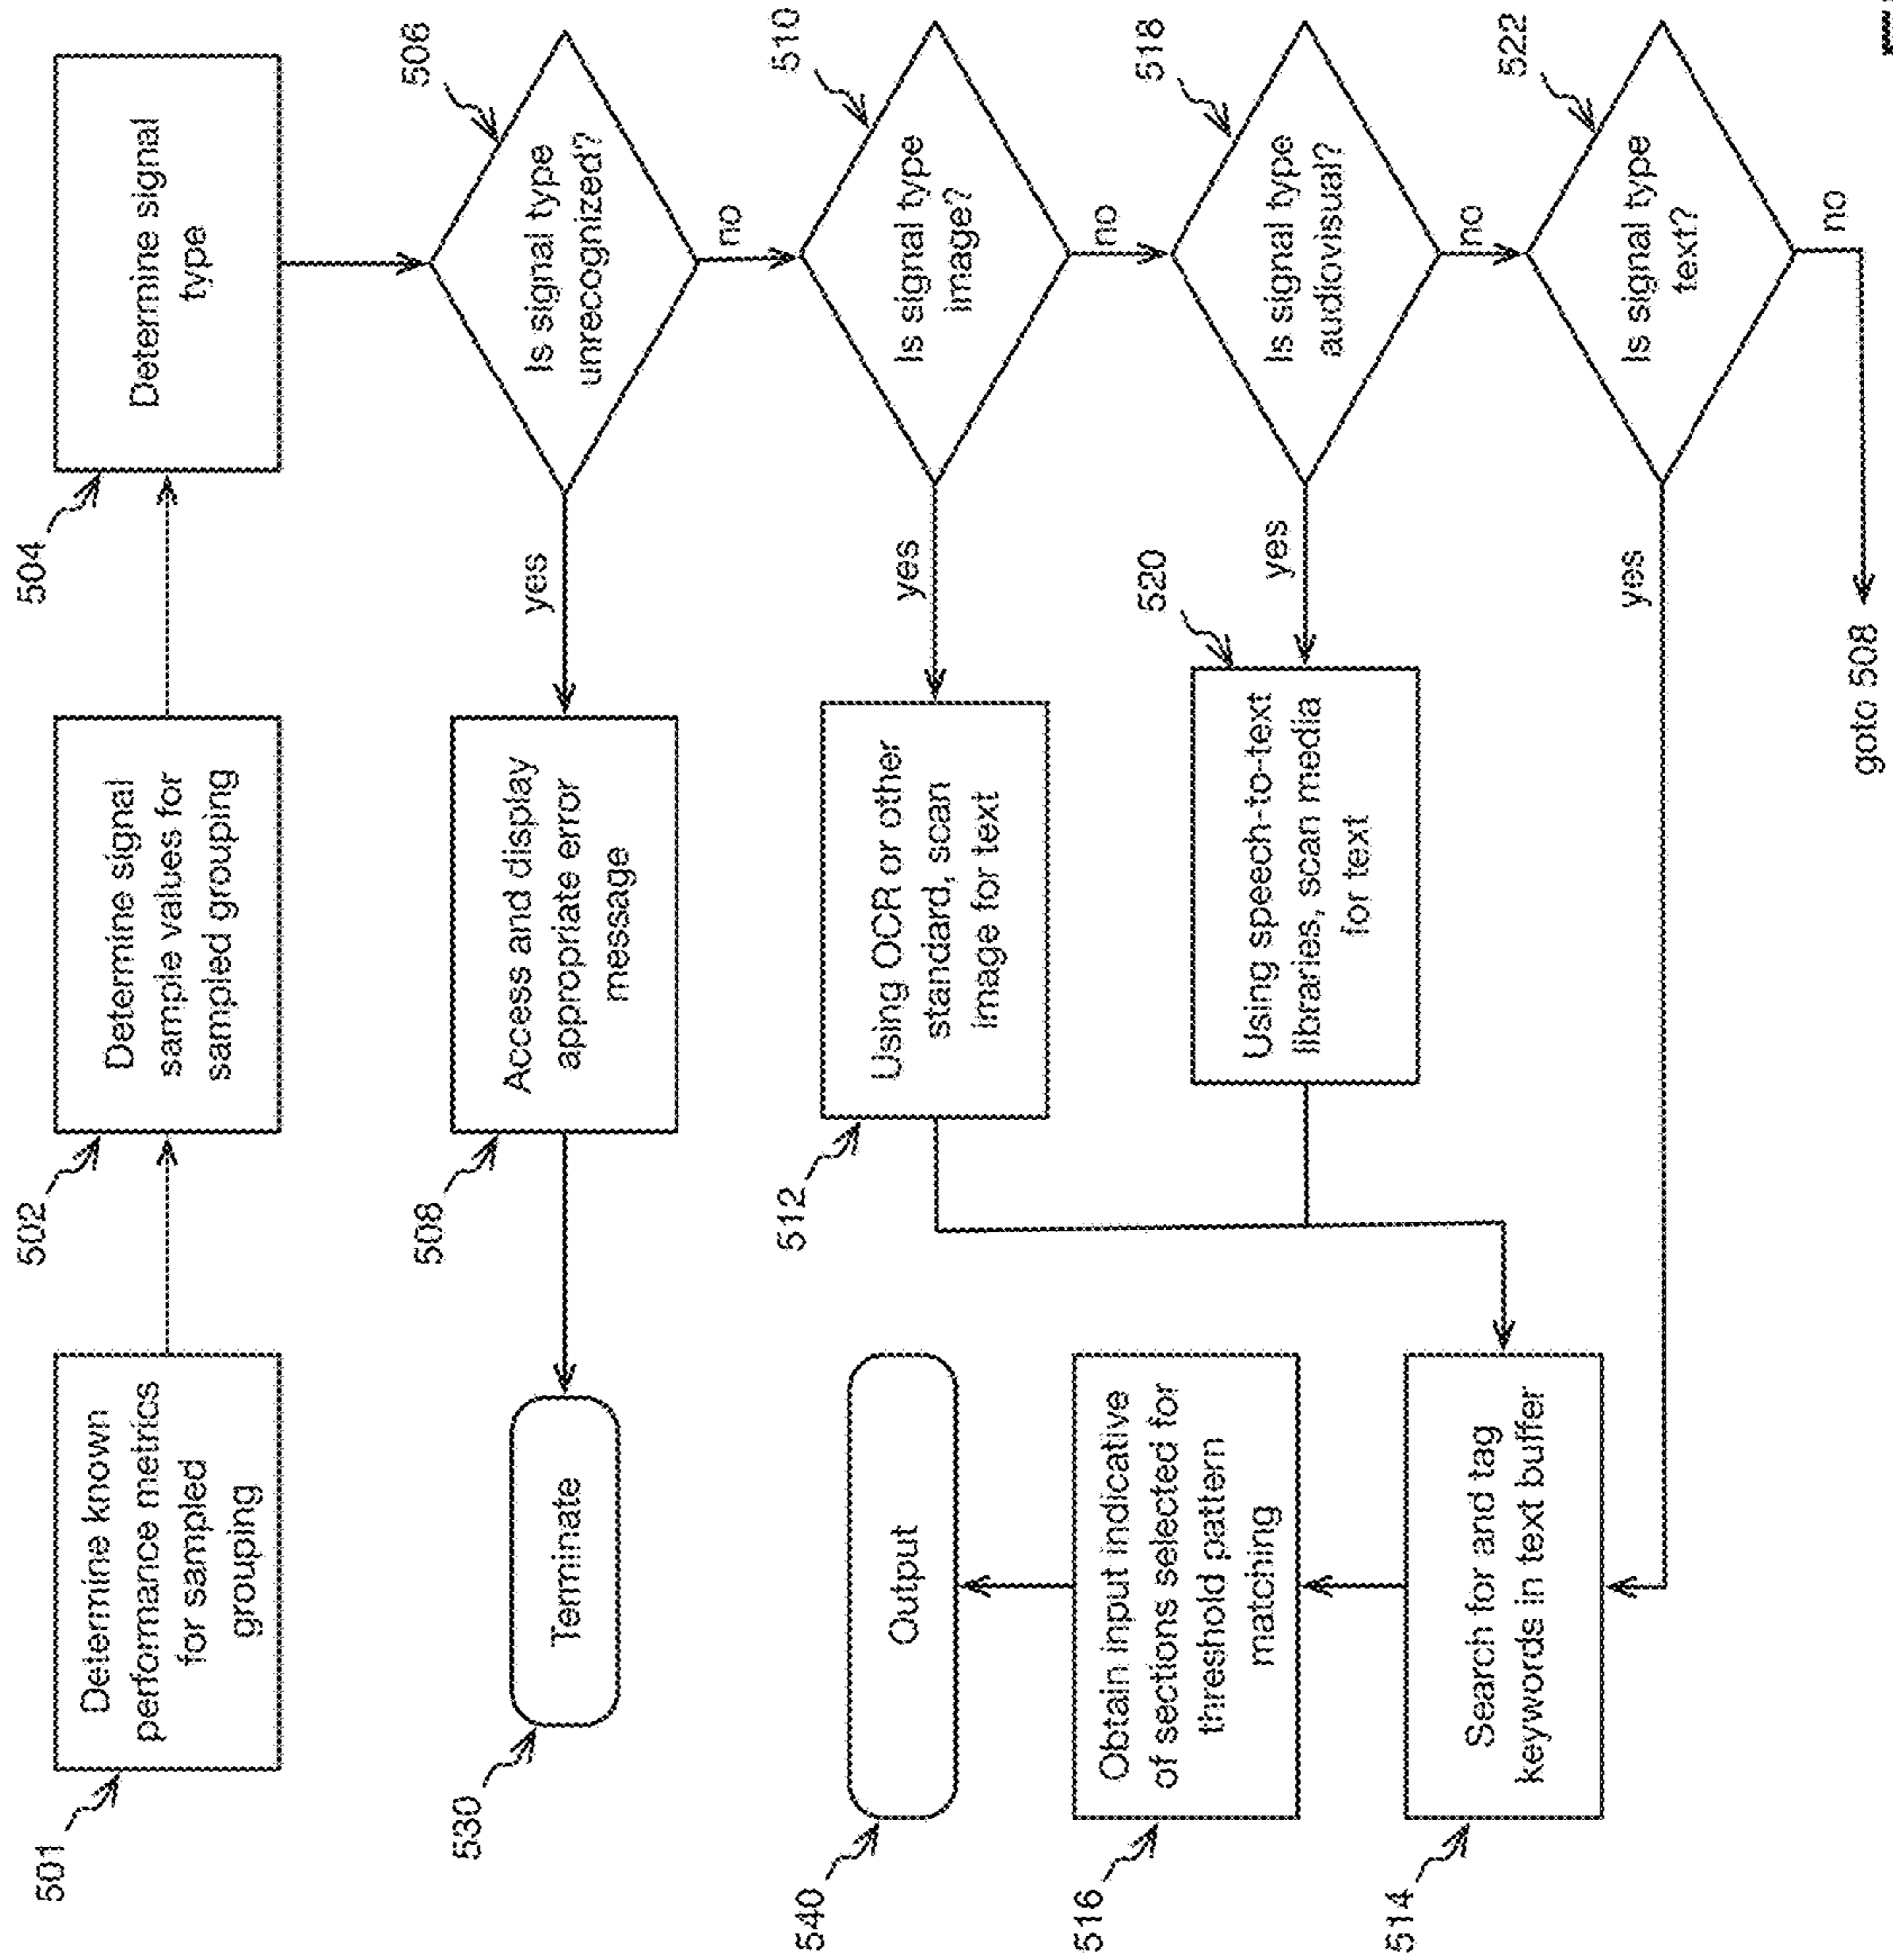 501
Determine known
performance metrics
for sampled
grouping
502
Determine signal
sample values for
sampled grouping
504
Determine signal
type
506
Is signal type
unrecognized?
yes
no
508
Access and display
appropriate error
message
530
Terminate
510
Is signal type
image?
yes
no
512
Using OCR or other
standard, scan
image for text
518
Is signal type
audiovisual?
yes
no
520
Using speech-to-text
libraries, scan media
for text
540
Output
516
Obtain input indicative
of sections selected for
threshold pattern
matching
514
Search for and tag
keywords in text buffer
522
Is signal type
text?
yes
no
goto 508